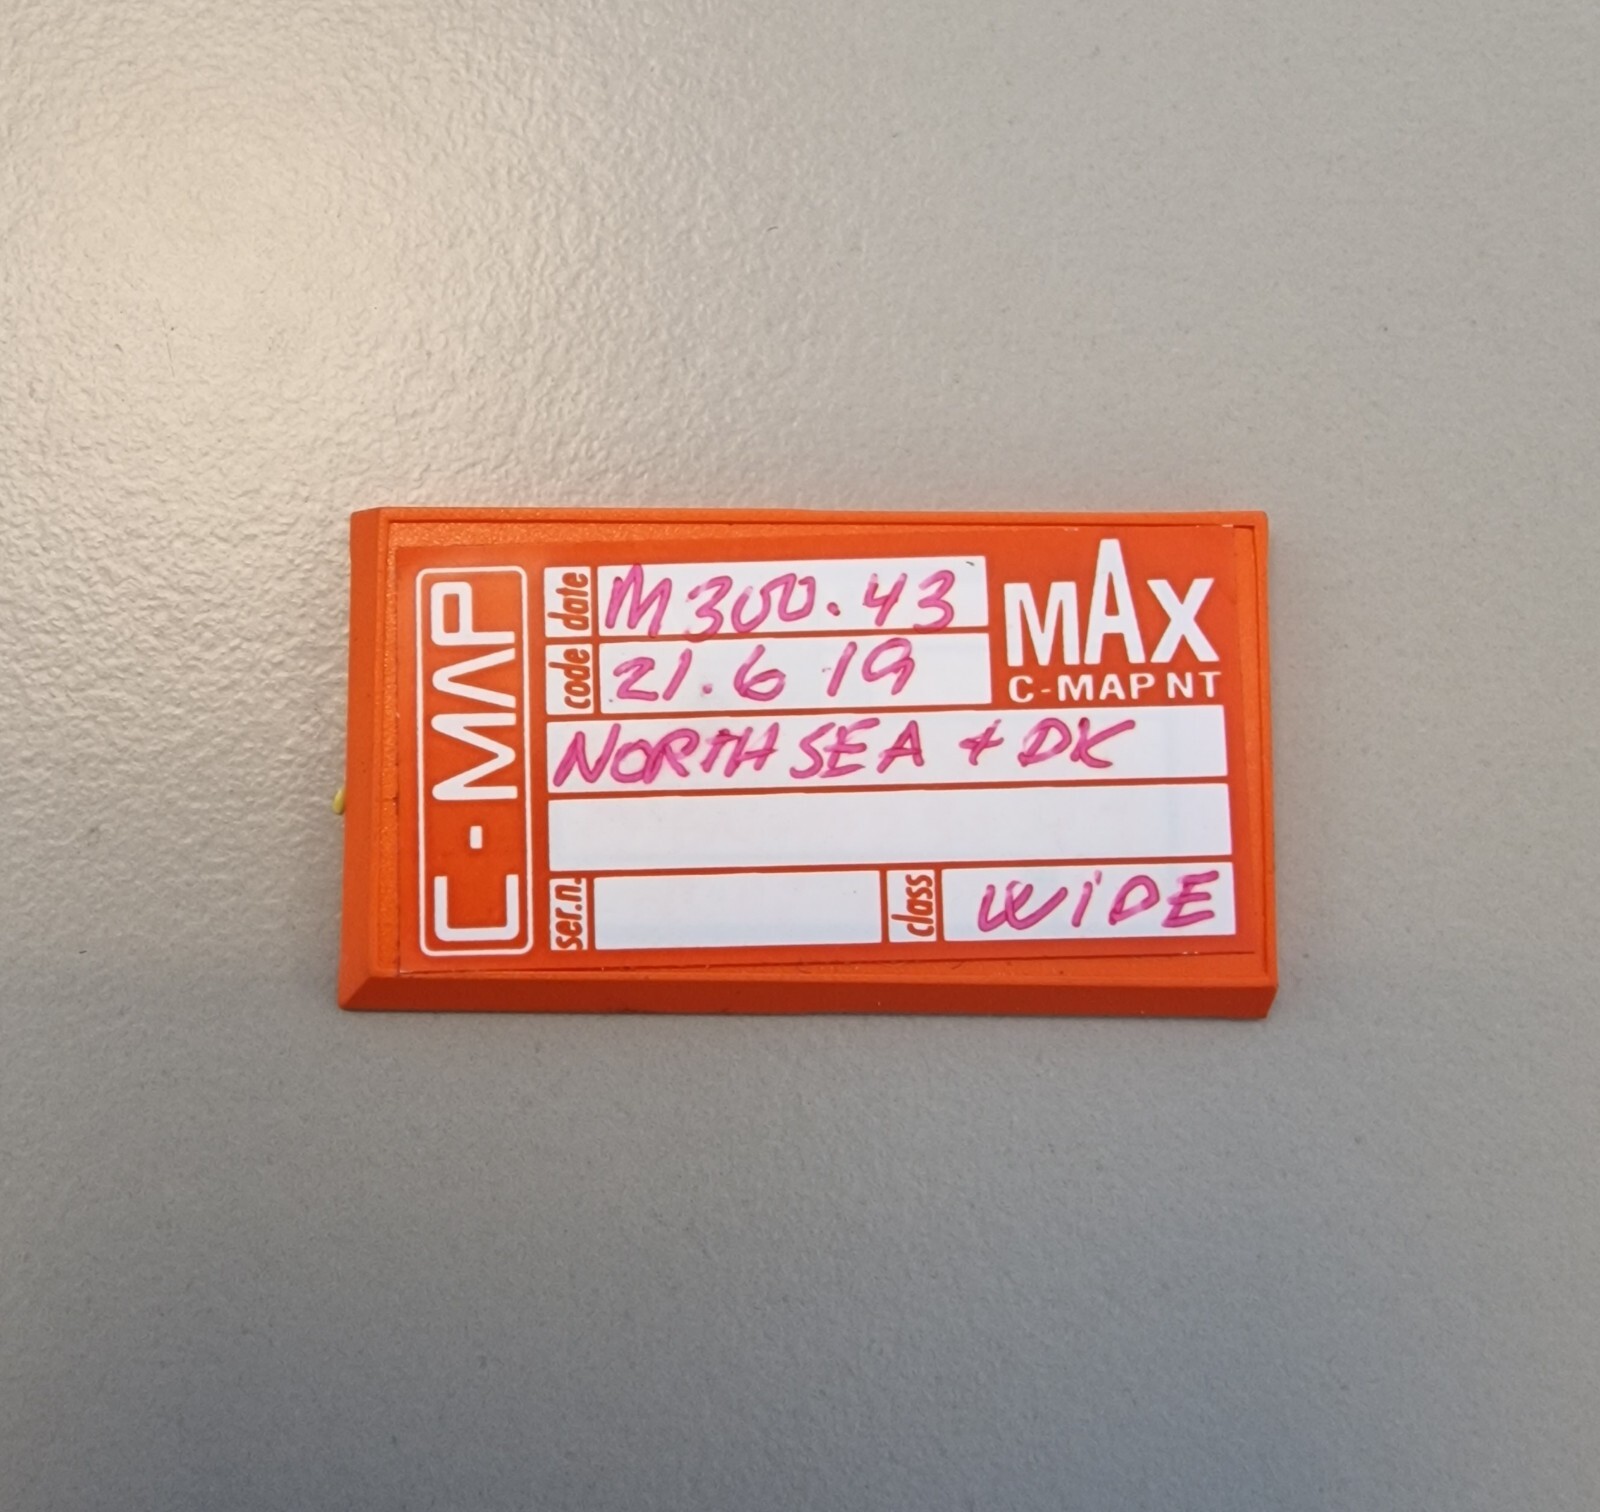 C-MAP
date M300.43
code 21.6 19
MAX
C-MAP NT
NORTH SEA + DK
ser.n. class WiDE